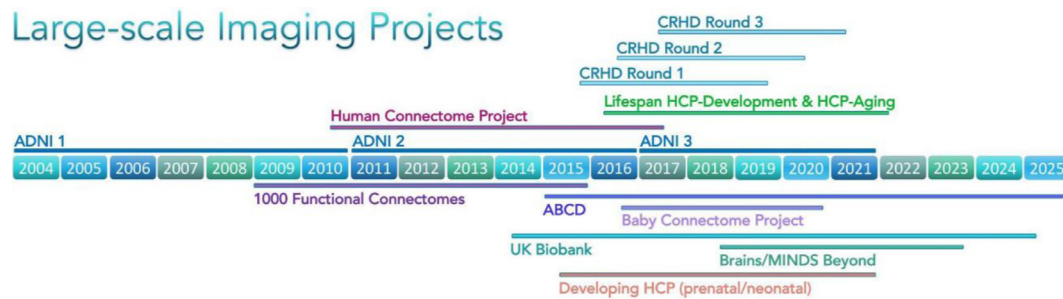 Large-scale Imaging Projects
CRHD Round 3
CRHD Round 2
CRHD Round 1
Lifespan HCP-Development & HCP-Aging
Human Connectome Project
ADNI 1
ADNI 2
ADNI 3
2004 2005 2006 2007 2008 2009 2010 2011 2012 2013 2014 2015 2016 2017 2018 2019 2020 2021 2022 2023 2024 2025
1000 Functional Connectomes
ABCD
Baby Connectome Project
UK Biobank
Brains/MINDS Beyond
Developing HCP (prenatal/neonatal)